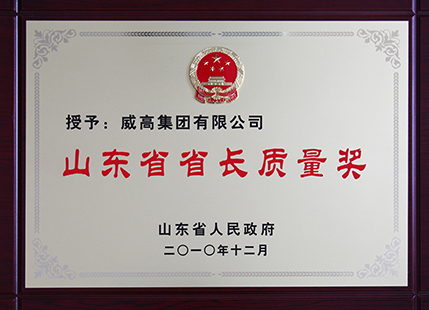 授予：威高集团有限公司
山东省省长质量奖
山东省人民政府
二〇一〇年十二月